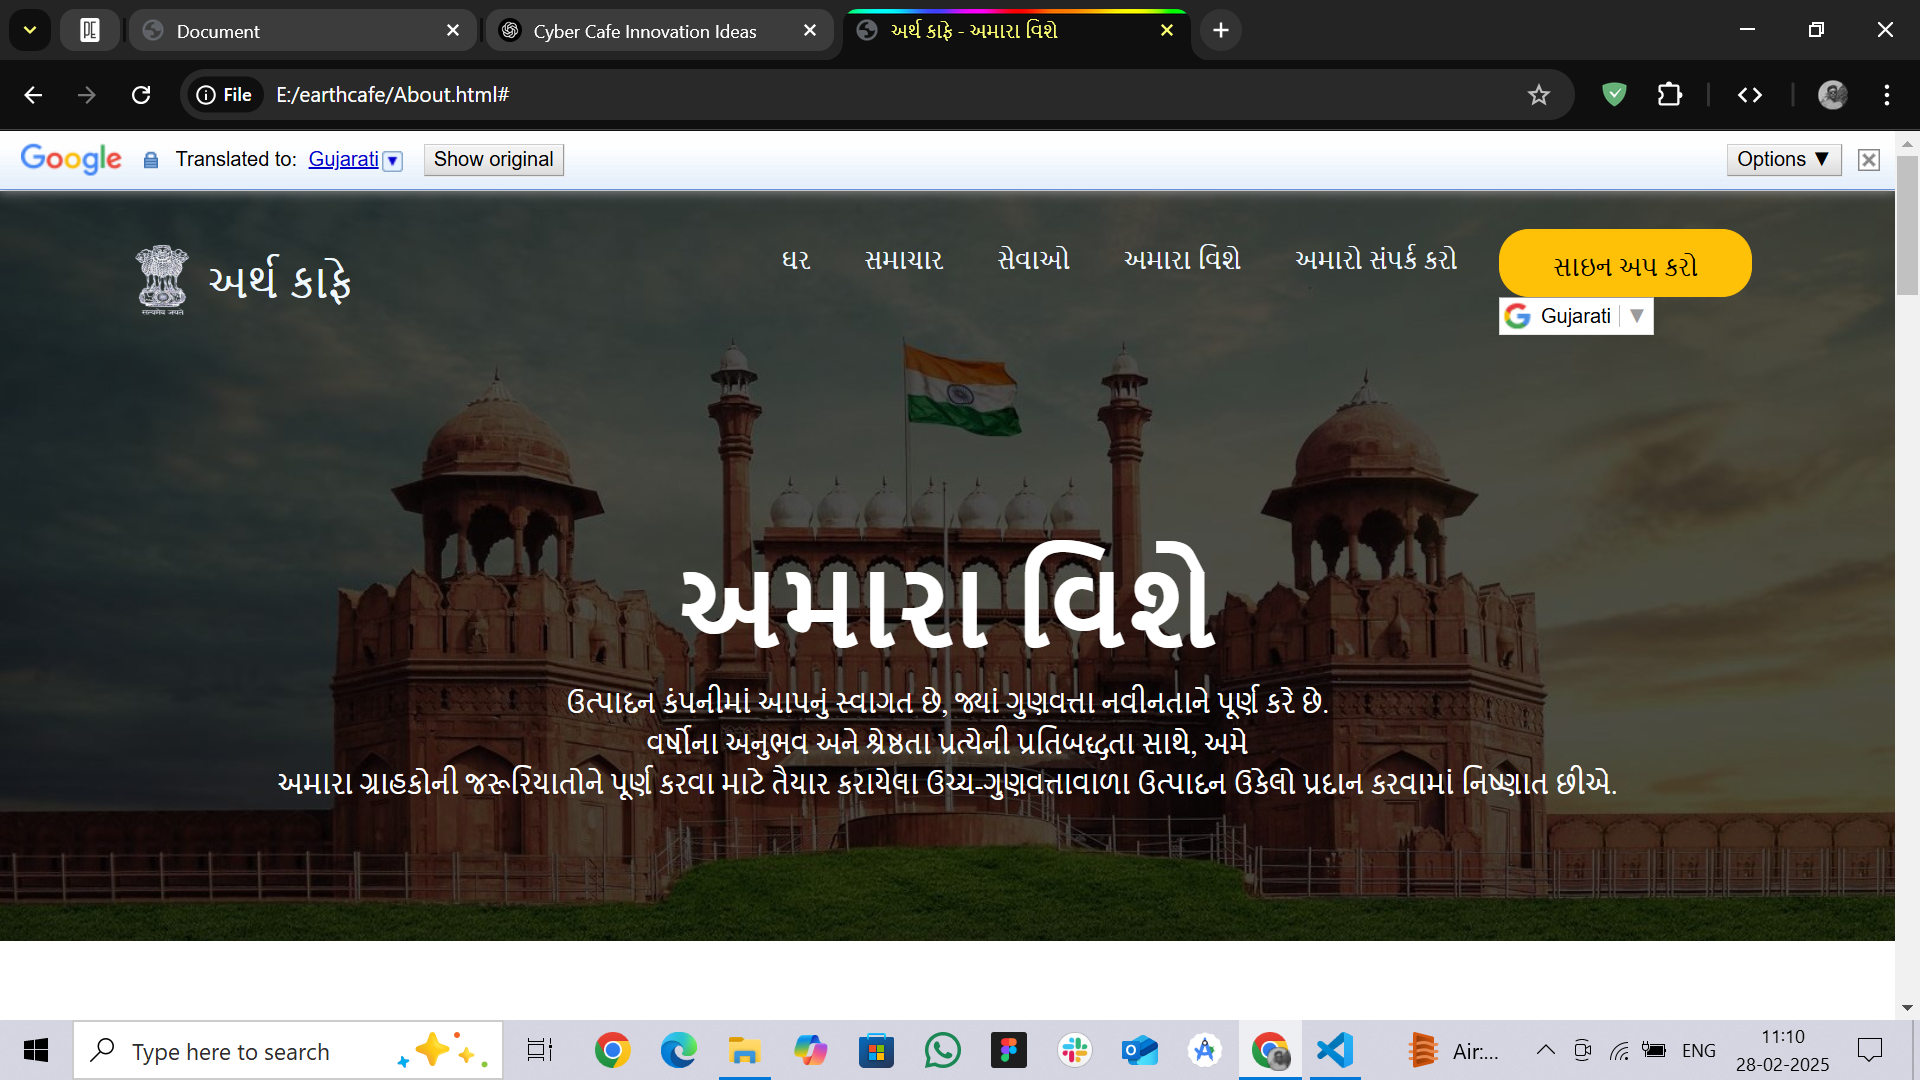 Document
Cyber Cafe Innovation Ideas
અર્થ કાફે - અમારા વિશે
File
E:/earthcafe/About.html#
Google
Translated to: Gujarati ▼
Show original
Options ▼
सत्यमेव जयते
અર્થ કાફે
ઘર
સમાચાર
સેવાઓ
અમારા વિશે
અમારો સંપર્ક કરો
સાઇન અપ કરો
Gujarati ▼
અમારા વિશે
ઉત્પાદન કંપનીમાં આપનું સ્વાગત છે, જ્યાં ગુણવત્તા નવીનતાને પૂર્ણ કરે છે.
વર્ષોના અનુભવ અને શ્રેષ્ઠતા પ્રત્યેની પ્રતિબદ્ધતા સાથે, અમે
અમારા ગ્રાહકોની જરૂરિયાતોને પૂર્ણ કરવા માટે તૈયાર કરાયેલા ઉચ્ચ-ગુણવત્તાવાળા ઉત્પાદન ઉકેલો પ્રદાન કરવામાં નિષ્ણાત છીએ.
Type here to search
Air:...
ENG
11:10
28-02-2025